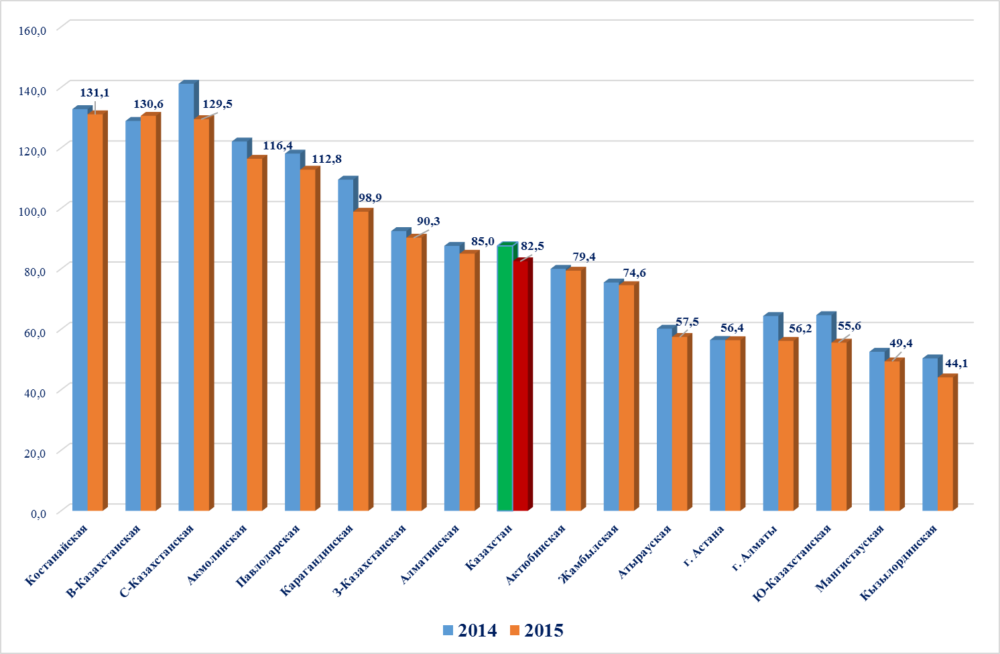 160,0
140,0
120,0
100,0
80,0
60,0
40,0
20,0
0,0
131,1
130,6
129,5
116,4
112,8
98,9
90,3
85,0
82,5
79,4
74,6
57,5
56,4
56,2
55,6
49,4
44,1
Костанайская
В-Казахстанская
С-Казахстанская
Акмолинская
Павлодарская
Карагандинская
З-Казахстанская
Алматинская
Казахстан
Актюбинская
Жамбылская
Атырауская
г. Астана
г. Алматы
Ю-Казахстанская
Мангистауская
Кызылординская
2014 2015